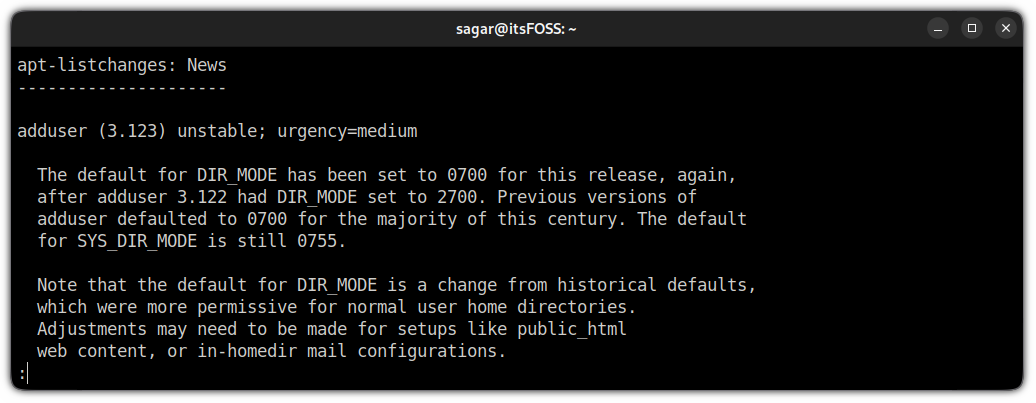 sagar@itsFOSS: ~
apt-listchanges: News
---------------------
adduser (3.123) unstable; urgency=medium
The default for DIR_MODE has been set to 0700 for this release, again,
after adduser 3.122 had DIR_MODE set to 2700. Previous versions of
adduser defaulted to 0700 for the majority of this century. The default
for SYS_DIR_MODE is still 0755.
Note that the default for DIR_MODE is a change from historical defaults,
which were more permissive for normal user home directories.
Adjustments may need to be made for setups like public_html
web content, or in-homedir mail configurations.
: